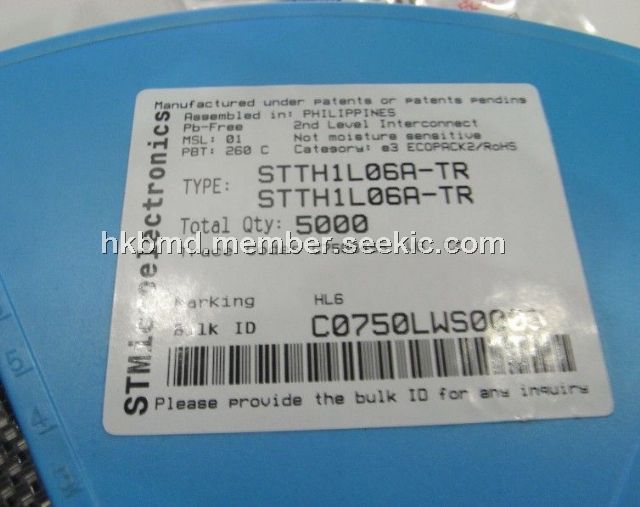 Manufactured under patents or patents pending
Assembled in: PHILIPPINES
Pb-Free 2nd Level Interconnect
MSL: 01 Not moisture sensitive
PBT: 260 C Category: e3 ECOPACK2/RoHS
TYPE: STTH1L06A-TR
STTH1L06A-TR
Total Qty: 5000
hkbmd.member.seekic.com
Marking HL6
Bulk ID
Please provide the bulk ID for any inquiry
STMicroelectronics